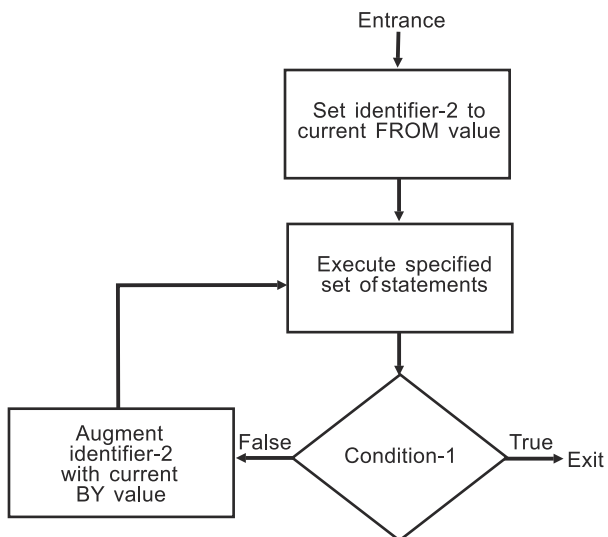 Entrance
Set identifier-2 to
current FROM value
Execute specified
set of statements
Condition-1
True
Exit
False
Augment
identifier-2
with current
BY value